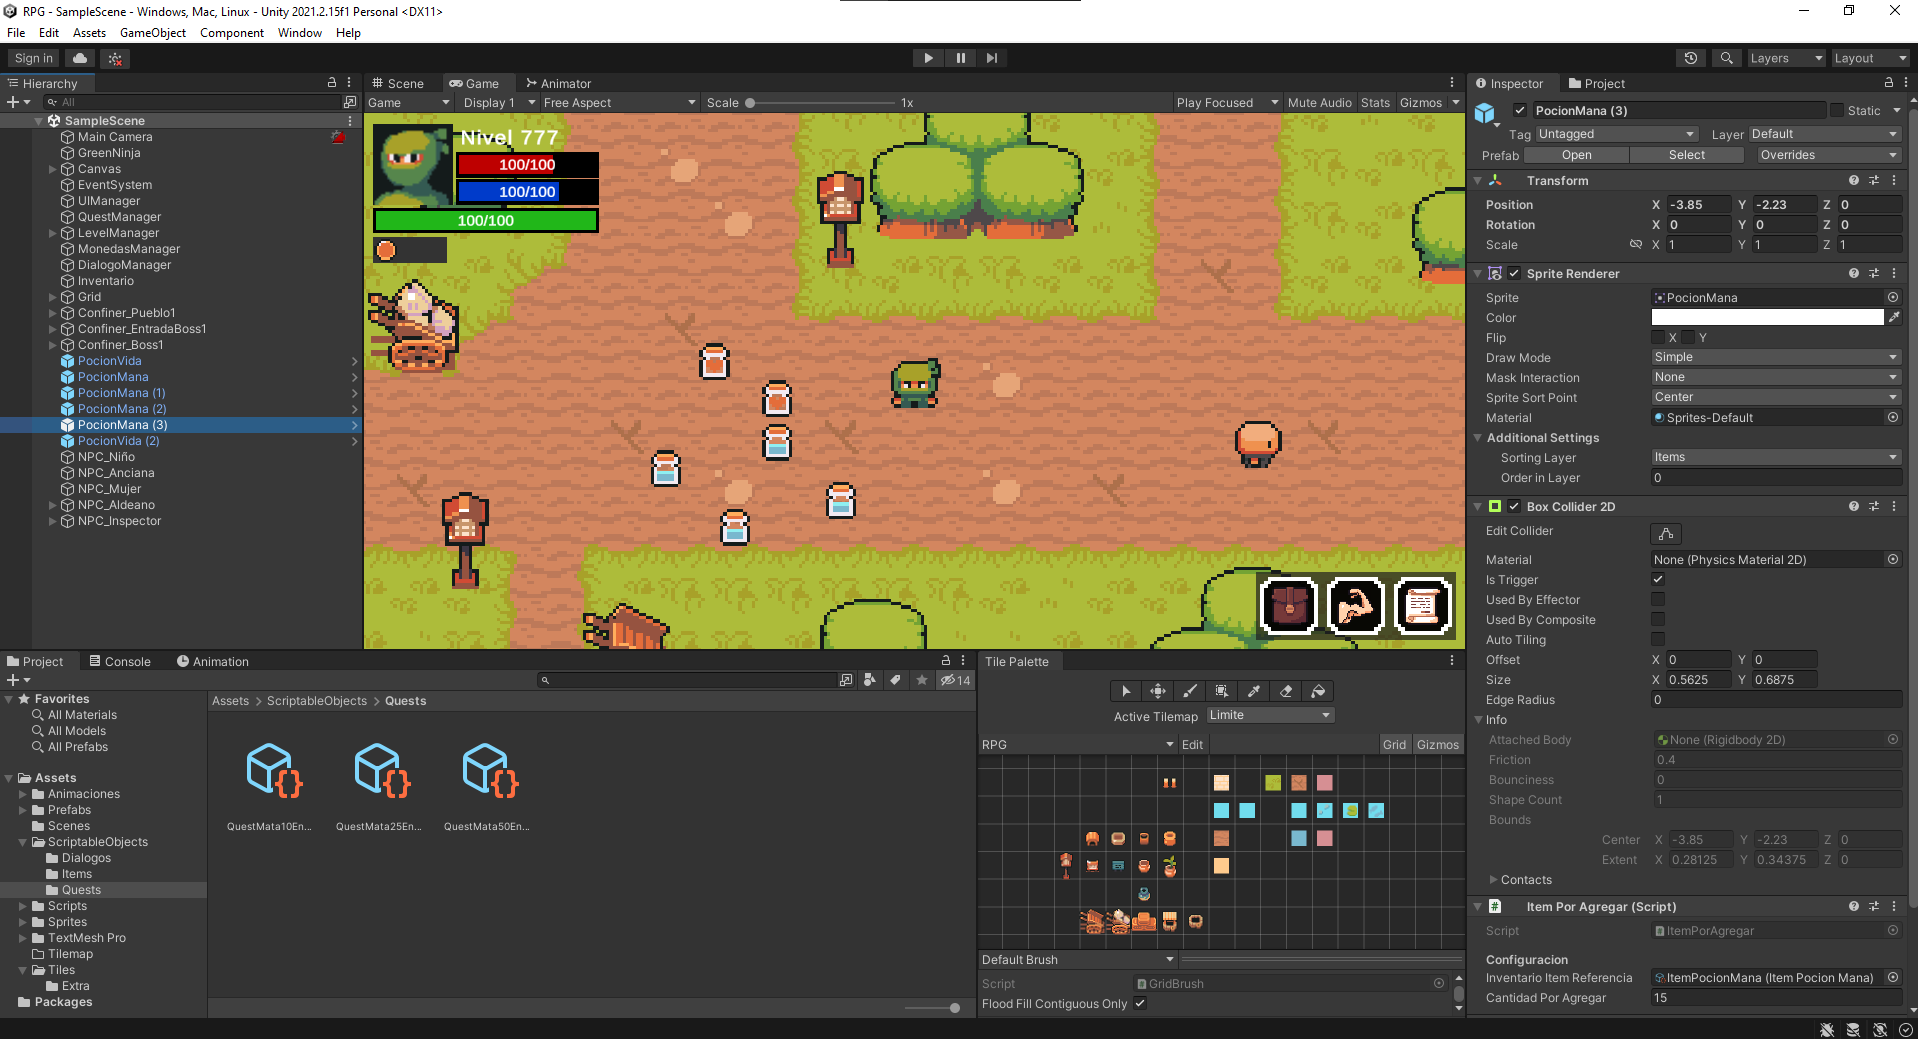 RPG - SampleScene - Windows, Mac, Linux - Unity 2021.2.15f1 Personal <DX11>
File Edit Assets GameObject Component Window Help
Sign in
Layers
Layout
Hierarchy
All
SampleScene
Main Camera
GreenNinja
Canvas
EventSystem
UIManager
QuestManager
LevelManager
MonedasManager
DialogoManager
Inventario
Grid
Confiner_Pueblo1
Confiner_EntradaBoss1
Confiner_Boss1
PocionVida
PocionMana
PocionMana (1)
PocionMana (2)
PocionMana (3)
PocionVida (2)
NPC_Niño
NPC_Anciana
NPC_Mujer
NPC_Aldeano
NPC_Inspector
Scene Game Animator
Game Display 1 Free Aspect Scale 1x Play Focused Mute Audio Stats Gizmos
Nivel 777
100/100
100/100
100/100
Inspector Project
PocionMana (3) Static
Tag Untagged Layer Default
Prefab Open Select Overrides
Transform
Position X -3.85 Y -2.23 Z 0
Rotation X 0 Y 0 Z 0
Scale X 1 Y 1 Z 1
Sprite Renderer
Sprite PocionMana
Color
Flip X Y
Draw Mode Simple
Mask Interaction None
Sprite Sort Point Center
Material Sprites-Default
Additional Settings
Sorting Layer Items
Order in Layer 0
Box Collider 2D
Edit Collider
Material None (Physics Material 2D)
Is Trigger
Used By Effector
Used By Composite
Auto Tiling
Offset X 0 Y 0
Size X 0.5625 Y 0.6875
Edge Radius 0
Info
Attached Body None (Rigidbody 2D)
Friction 0.4
Bounciness 0
Shape Count 1
Bounds
Center X -3.85 Y -2.23 Z 0
Extent X 0.28125 Y 0.34375 Z 0
Contacts
Item Por Agregar (Script)
Script ItemPorAgregar
Configuracion
Inventario Item Referencia ItemPocionMana (Item Pocion Mana)
Cantidad Por Agregar 15
Project Console Animation
14
Favorites
All Materials
All Models
All Prefabs
Assets
Animaciones
Prefabs
Scenes
ScriptableObjects
Dialogos
Items
Quests
Scripts
Sprites
TextMesh Pro
Tilemap
Tiles
Extra
Packages
Assets > ScriptableObjects > Quests
QuestMata10En... QuestMata25En... QuestMata50En...
Tile Palette
Active Tilemap Limite
RPG Edit Grid Gizmos
Default Brush
Script GridBrush
Flood Fill Contiguous Only